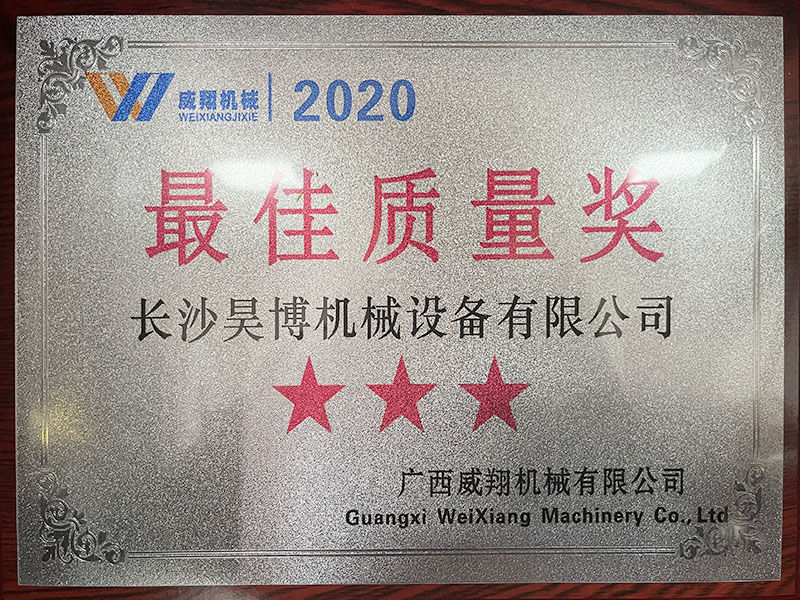 威翔机械 2020
WEIXIANGJIXIE
最佳质量奖
长沙昊博机械设备有限公司
广西威翔机械有限公司
Guangxi WeiXiang Machinery Co.,Ltd